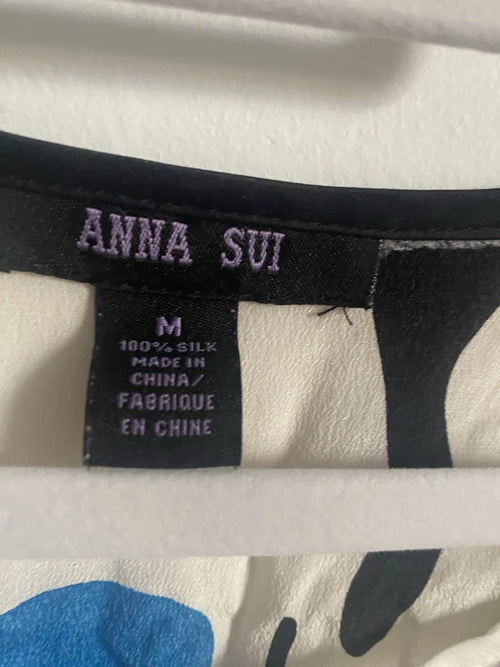 ANNA SUI
M
100% SILK
MADE IN
CHINA/
FABRIQUE
EN CHINE